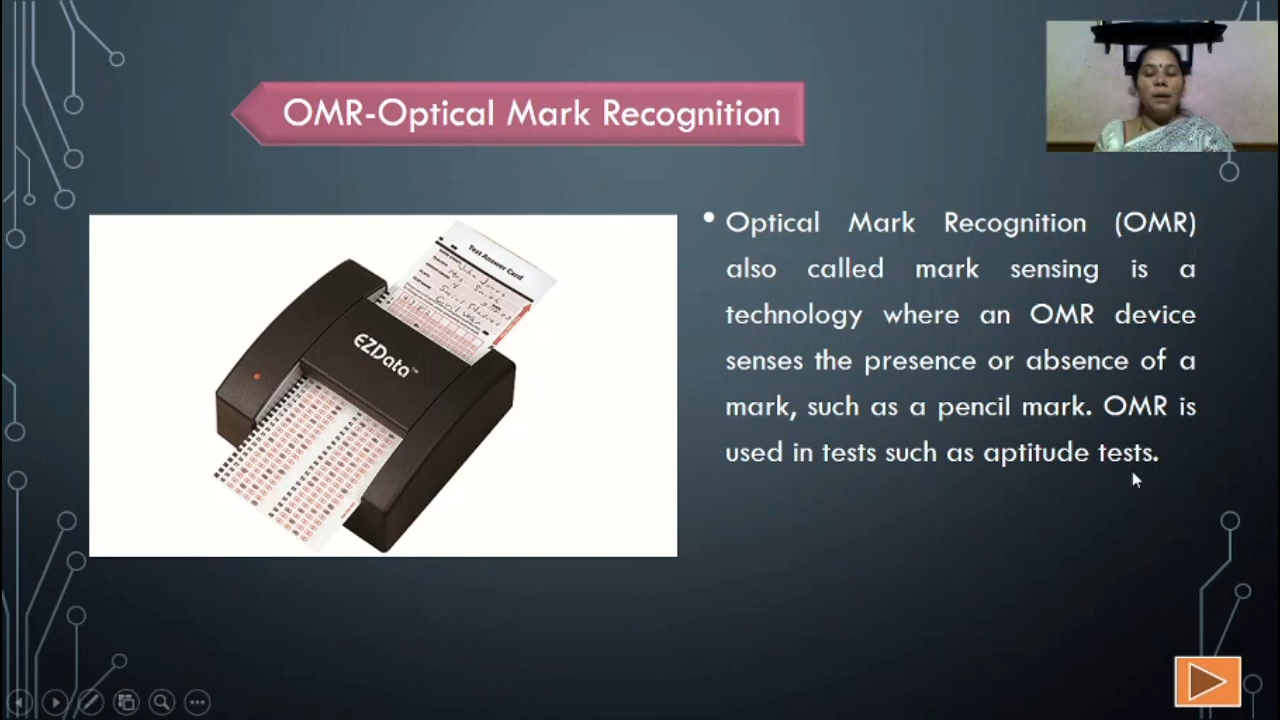 OMR-Optical Mark Recognition
Test Answer Card
EZData™
• Optical Mark Recognition (OMR)
also called mark sensing is a
technology where an OMR device
senses the presence or absence of a
mark, such as a pencil mark. OMR is
used in tests such as aptitude tests.